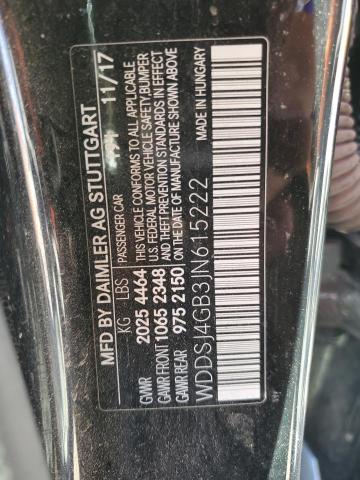 MFD BY DAIMLER AG STUTTGART 11/17
KG LBS
PASSENGER CAR
GVWR 2025 4464
GAWR FRONT 1065 2348
GAWR REAR 975 2150
THIS VEHICLE CONFORMS TO ALL APPLICABLE
U.S. FEDERAL MOTOR VEHICLE SAFETY, BUMPER
AND THEFT PREVENTION STANDARDS IN EFFECT
ON THE DATE OF MANUFACTURE SHOWN ABOVE
MADE IN HUNGARY
WDDSJ4GB3JN615222